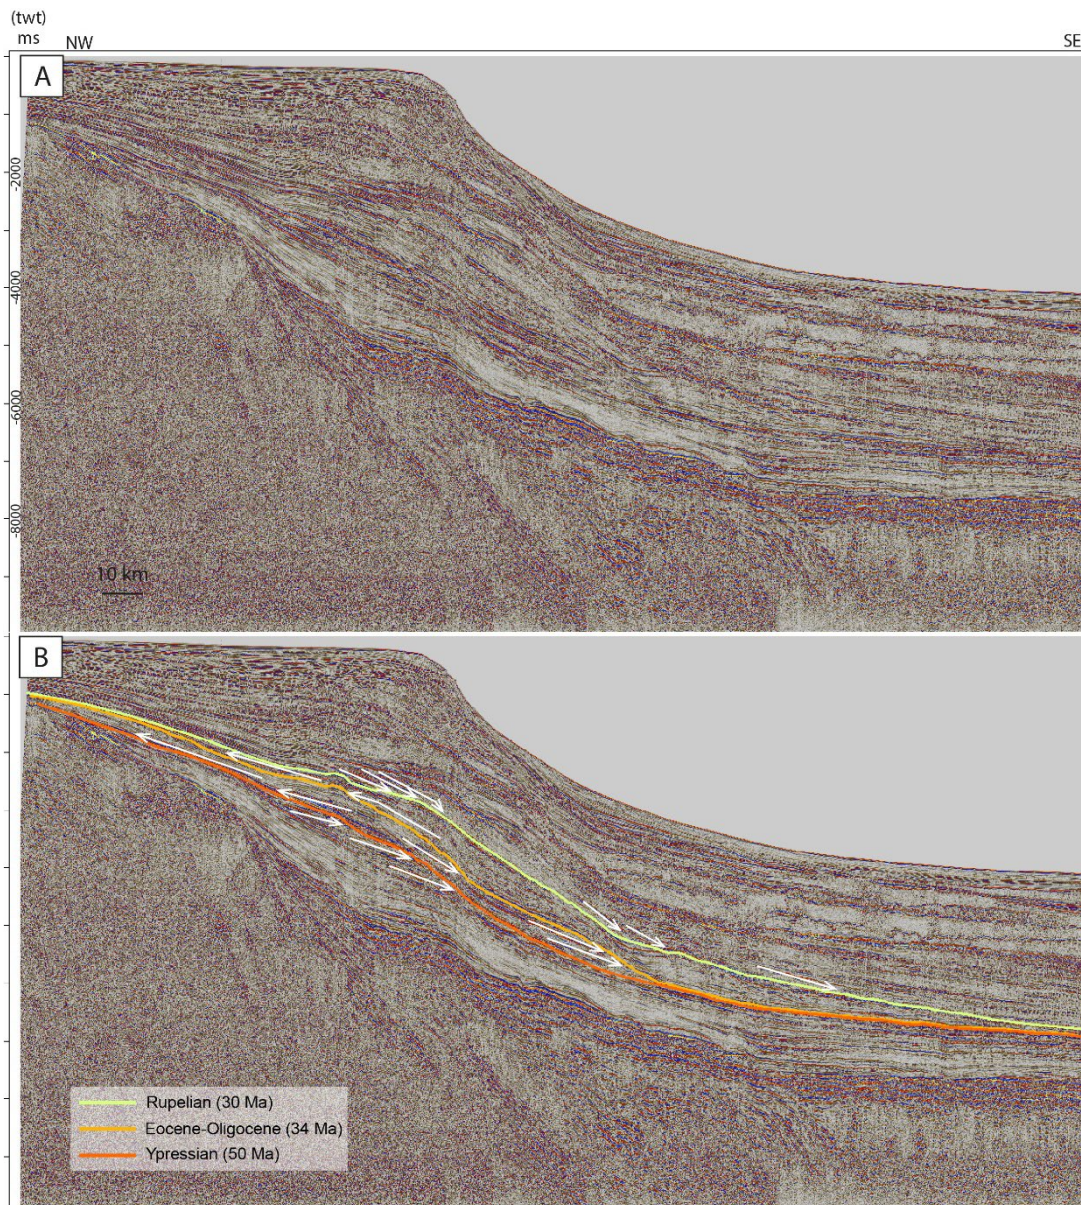 (twt)
ms
NW
SE
A
-2000
-4000
-6000
-8000
10 km
B
Rupelian (30 Ma)
Eocene-Oligocene (34 Ma)
Ypressian (50 Ma)